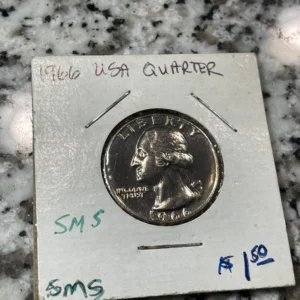 1966 USA QUARTER
LIBERTY
IN GOD WE
TRUST
1966
SMS
SMS
$1.50